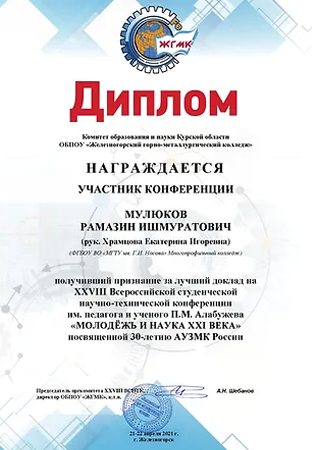 ЖГМК
Диплом
Комитет образования и науки Курской области
ОБПОУ «Железногорский горно-металлургический колледж»
НАГРАЖДАЕТСЯ
УЧАСТНИК КОНФЕРЕНЦИИ
МУЛЮКОВ
РАМАЗИН ИШМУРАТОВИЧ
(рук. Храмцова Екатерина Игоревна)
(ФГБОУ ВО «МГТУ им. Г.И. Носова» Многопрофильный колледж)
получивший признание за лучший доклад на
XXVIII Всероссийской студенческой
научно-технической конференции
им. педагога и ученого П.М. Алабужева
«МОЛОДЁЖЬ И НАУКА XXI ВЕКА»
посвященной 30-летию АУЗМК России
Председатель оргкомитета XXVIII ВСНТК,
директор ОБПОУ «ЖГМК», к.т.н.
А.Н. Шебанов
21-22 апреля 2021 г.
г. Железногорск